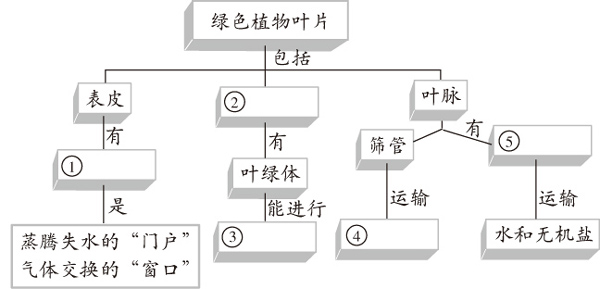 绿色植物叶片
包括
表皮 ② 叶脉
有 有 筛管 有 ⑤
① 叶绿体 运输 运输
是 能进行
③ ④ 水和无机盐
蒸腾失水的“门户”
气体交换的“窗口”